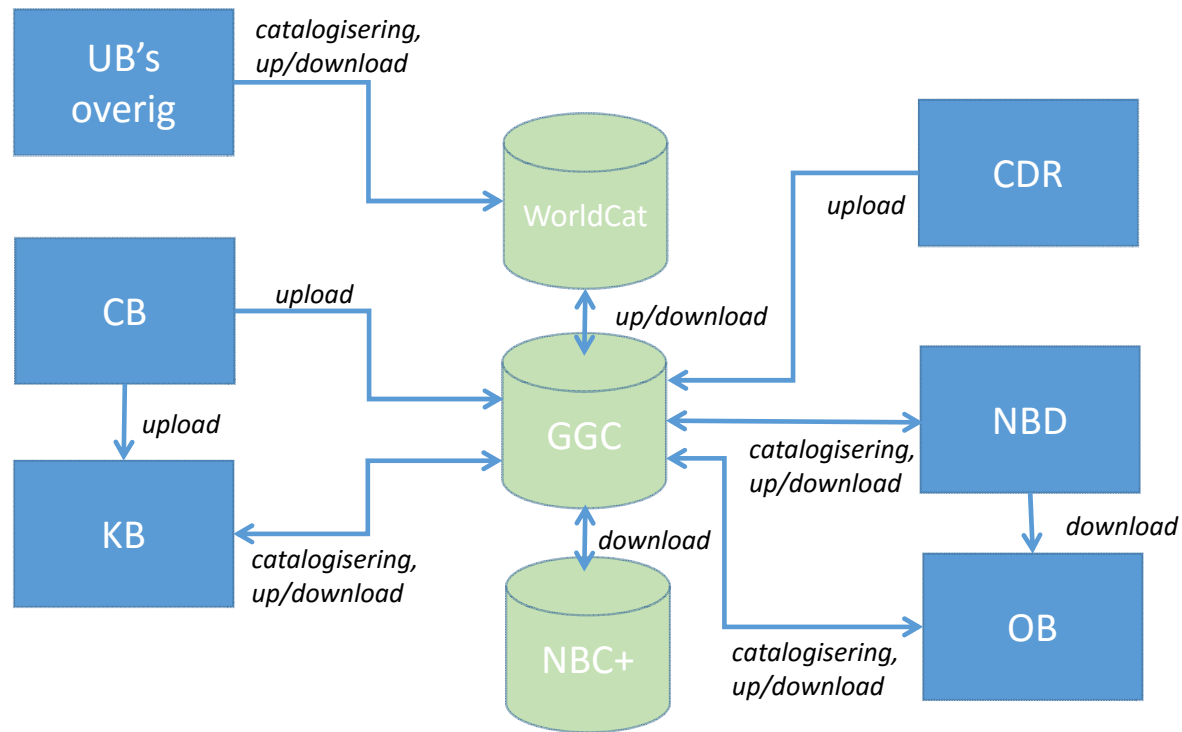 UB's
overig
catalogisering,
up/download
WorldCat
CDR
upload
CB
upload
up/download
upload
GGC
NBD
catalogisering,
up/download
KB
catalogisering,
up/download
download
download
NBC+
catalogisering,
up/download
OB